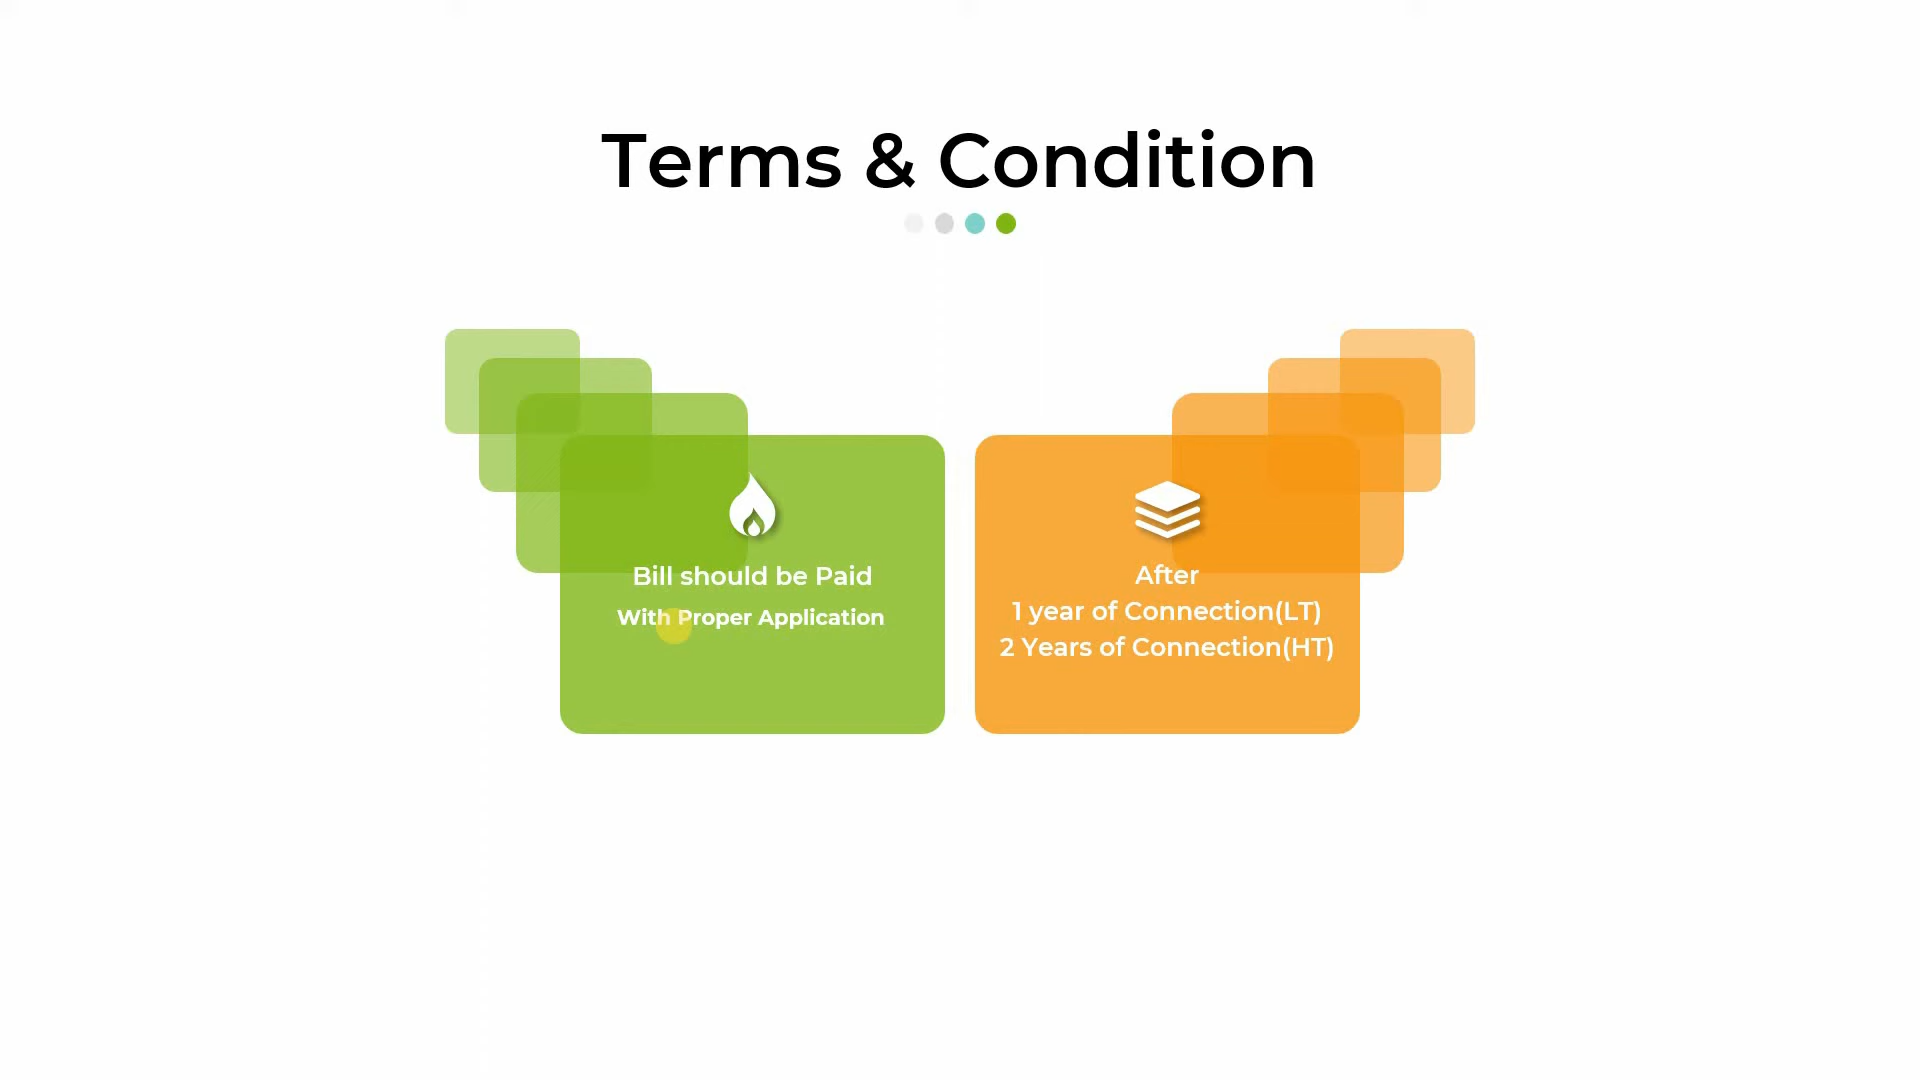 Terms & Condition
Bill should be Paid
With Proper Application
After
1 year of Connection(LT)
2 Years of Connection(HT)